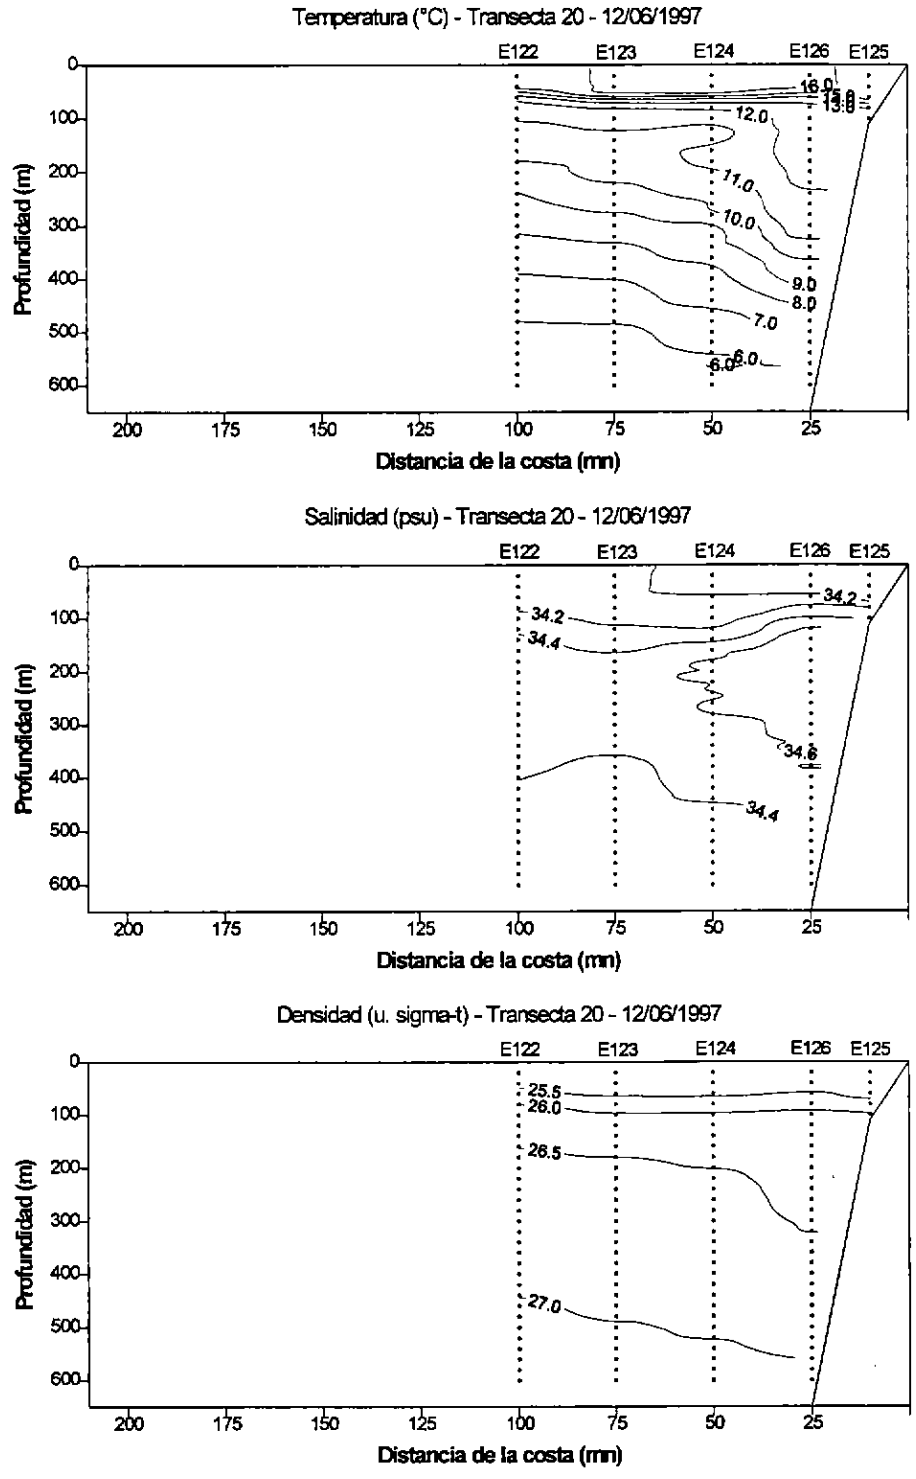 Temperatura (°C) - Transecta 20 - 12/06/1997
E122 E123 E124 E126 E125
0
100
200
300
400
500
600
Profundidad (m)
16.0
15.0
13.0
12.0
11.0
10.0
9.0
8.0
7.0
6.0
6.0
200 175 150 125 100 75 50 25
Distancia de la costa (mn)
Salinidad (psu) - Transecta 20 - 12/06/1997
E122 E123 E124 E126 E125
0
100
200
300
400
500
600
Profundidad (m)
34.2
34.2
34.4
34.6
34.4
200 175 150 125 100 75 50 25
Distancia de la costa (mn)
Densidad (u. sigma-t) - Transecta 20 - 12/06/1997
E122 E123 E124 E126 E125
0
100
200
300
400
500
600
Profundidad (m)
25.5
26.0
26.5
27.0
200 175 150 125 100 75 50 25
Distancia de la costa (mn)